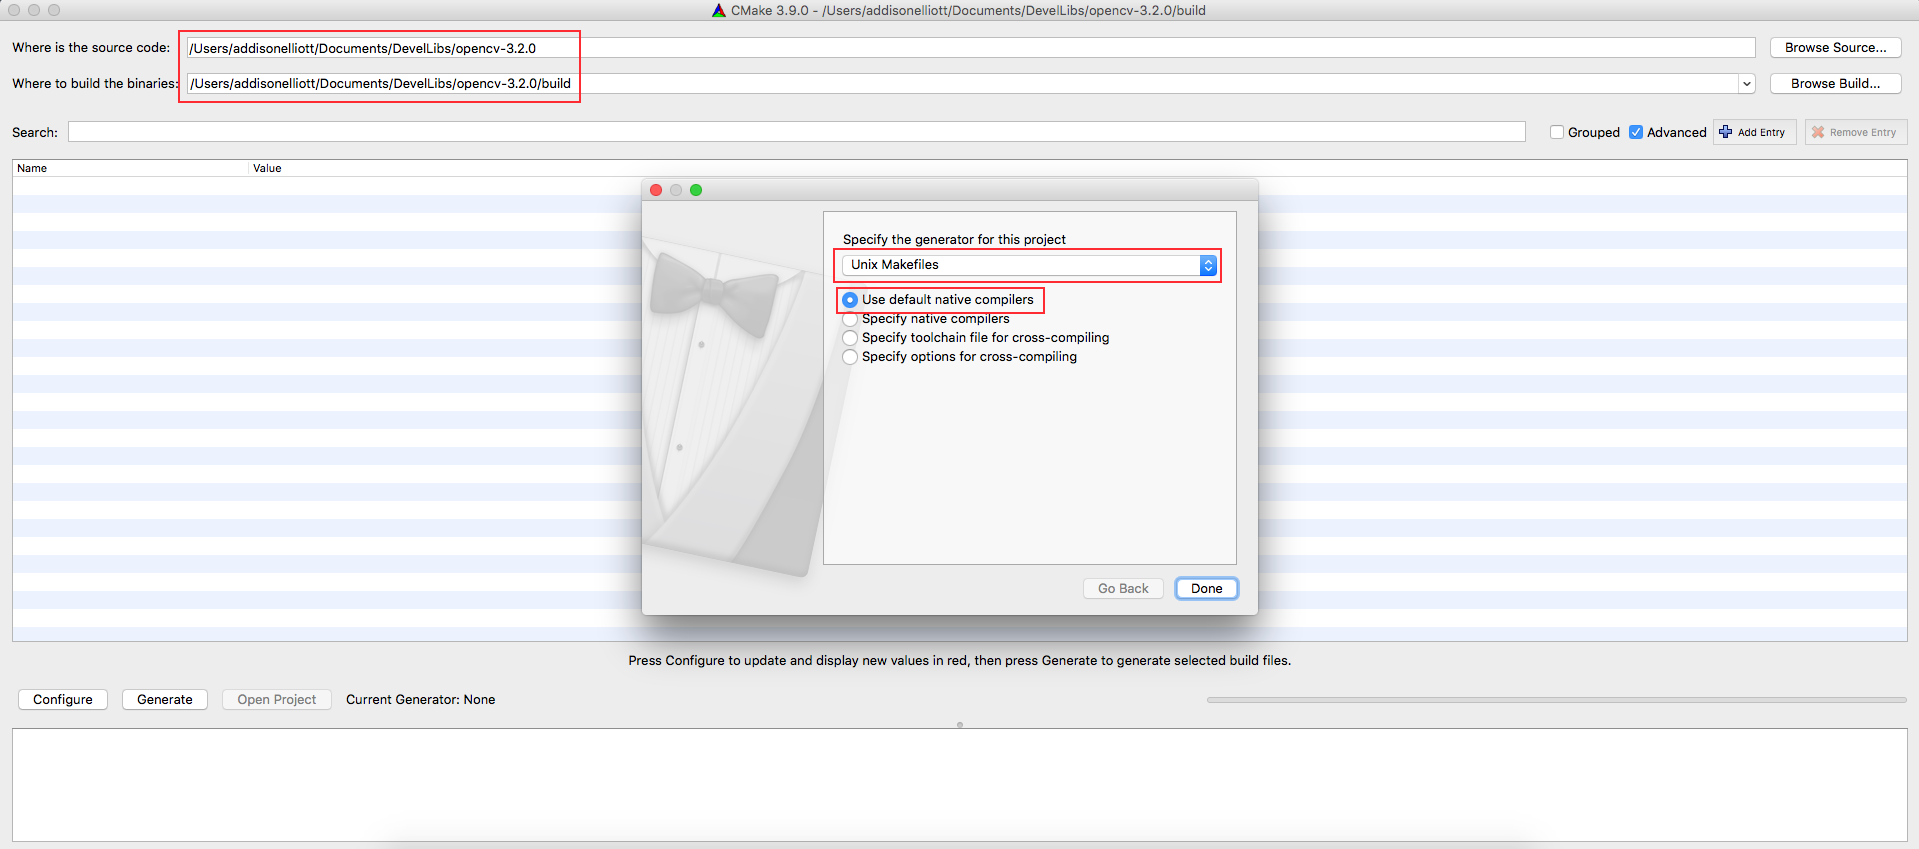 CMake 3.9.0 - /Users/addisonelliott/Documents/DevelLibs/opencv-3.2.0/build
Where is the source code: /Users/addisonelliott/Documents/DevelLibs/opencv-3.2.0 Browse Source...
Where to build the binaries: /Users/addisonelliott/Documents/DevelLibs/opencv-3.2.0/build Browse Build...
Search: Grouped Advanced Add Entry Remove Entry
Name Value
Specify the generator for this project
Unix Makefiles
Use default native compilers
Specify native compilers
Specify toolchain file for cross-compiling
Specify options for cross-compiling
Go Back Done
Press Configure to update and display new values in red, then press Generate to generate selected build files.
Configure Generate Open Project Current Generator: None